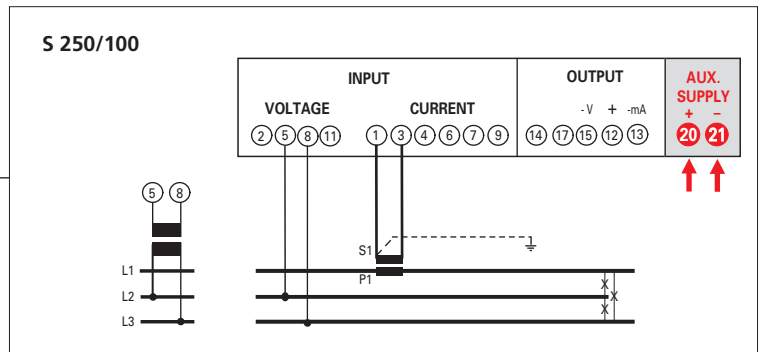 S 250/100
INPUT
OUTPUT
AUX.
SUPPLY
VOLTAGE
CURRENT
- V + -mA
+ −
2 5 8 11 1 3 4 6 7 9 14 17 15 12 13 20 21
5 8
S1
P1
L1
L2
L3
X
X
X